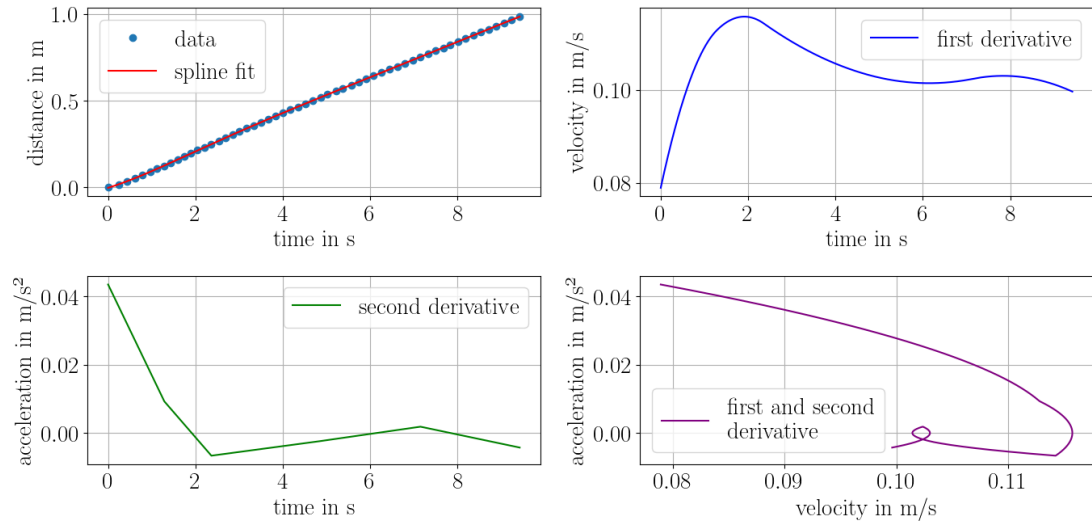 1.0
0.5
0.0
distance in m
data
spline fit
0 2 4 6 8
time in s
0.10
0.08
velocity in m/s
first derivative
0 2 4 6 8
time in s
0.04
0.02
0.00
acceleration in m/s²
second derivative
0 2 4 6 8
time in s
0.04
0.02
0.00
acceleration in m/s²
first and second
derivative
0.08 0.09 0.10 0.11
velocity in m/s